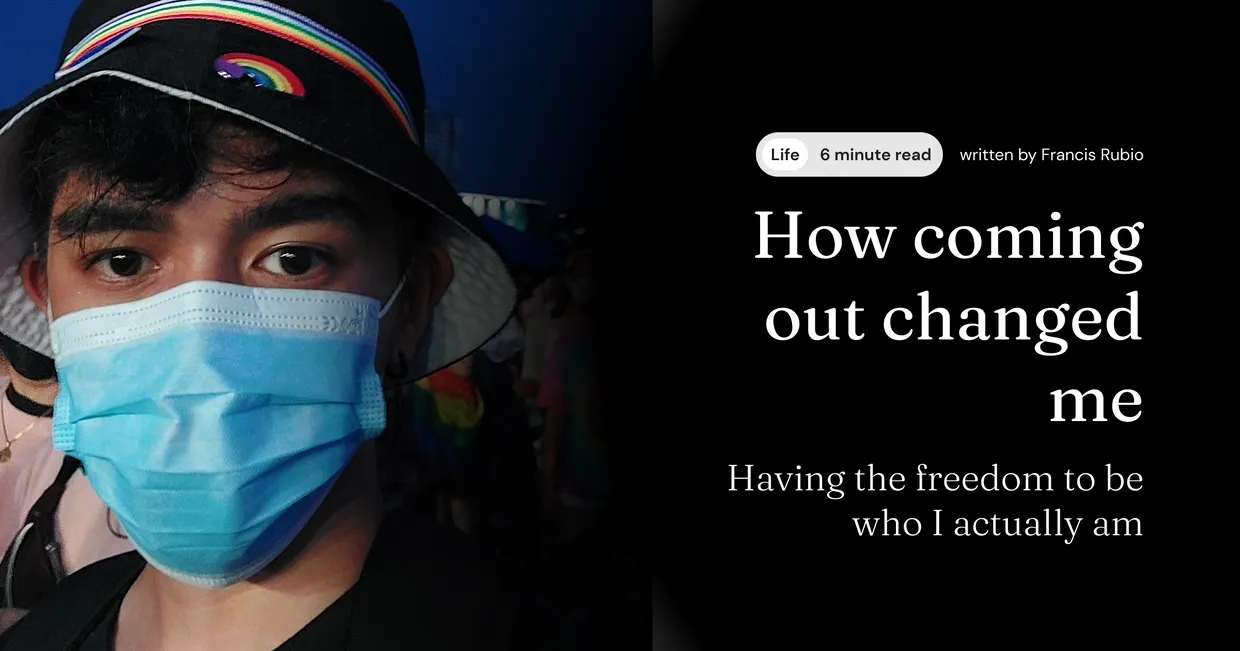 Life 6 minute read written by Francis Rubio
How coming
out changed
me
Having the freedom to be
who I actually am